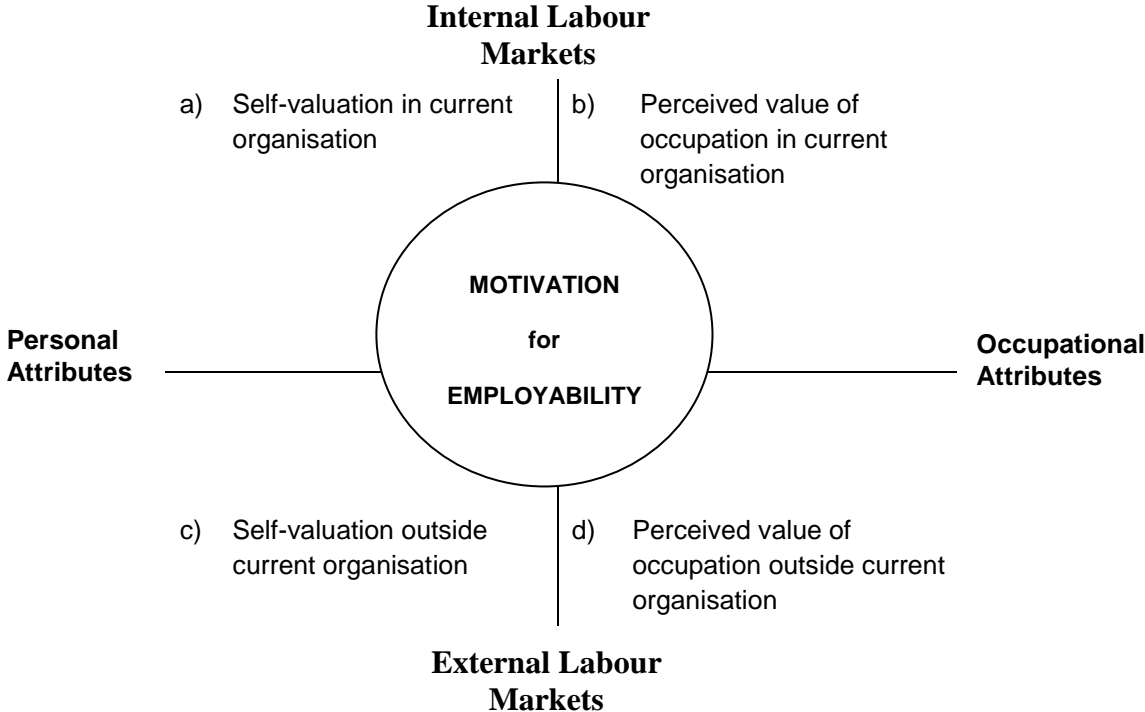 Internal Labour
Markets
a) Self-valuation in current
organisation
b) Perceived value of
occupation in current
organisation
MOTIVATION
for
EMPLOYABILITY
Personal
Attributes
Occupational
Attributes
c) Self-valuation outside
current organisation
d) Perceived value of
occupation outside current
organisation
External Labour
Markets